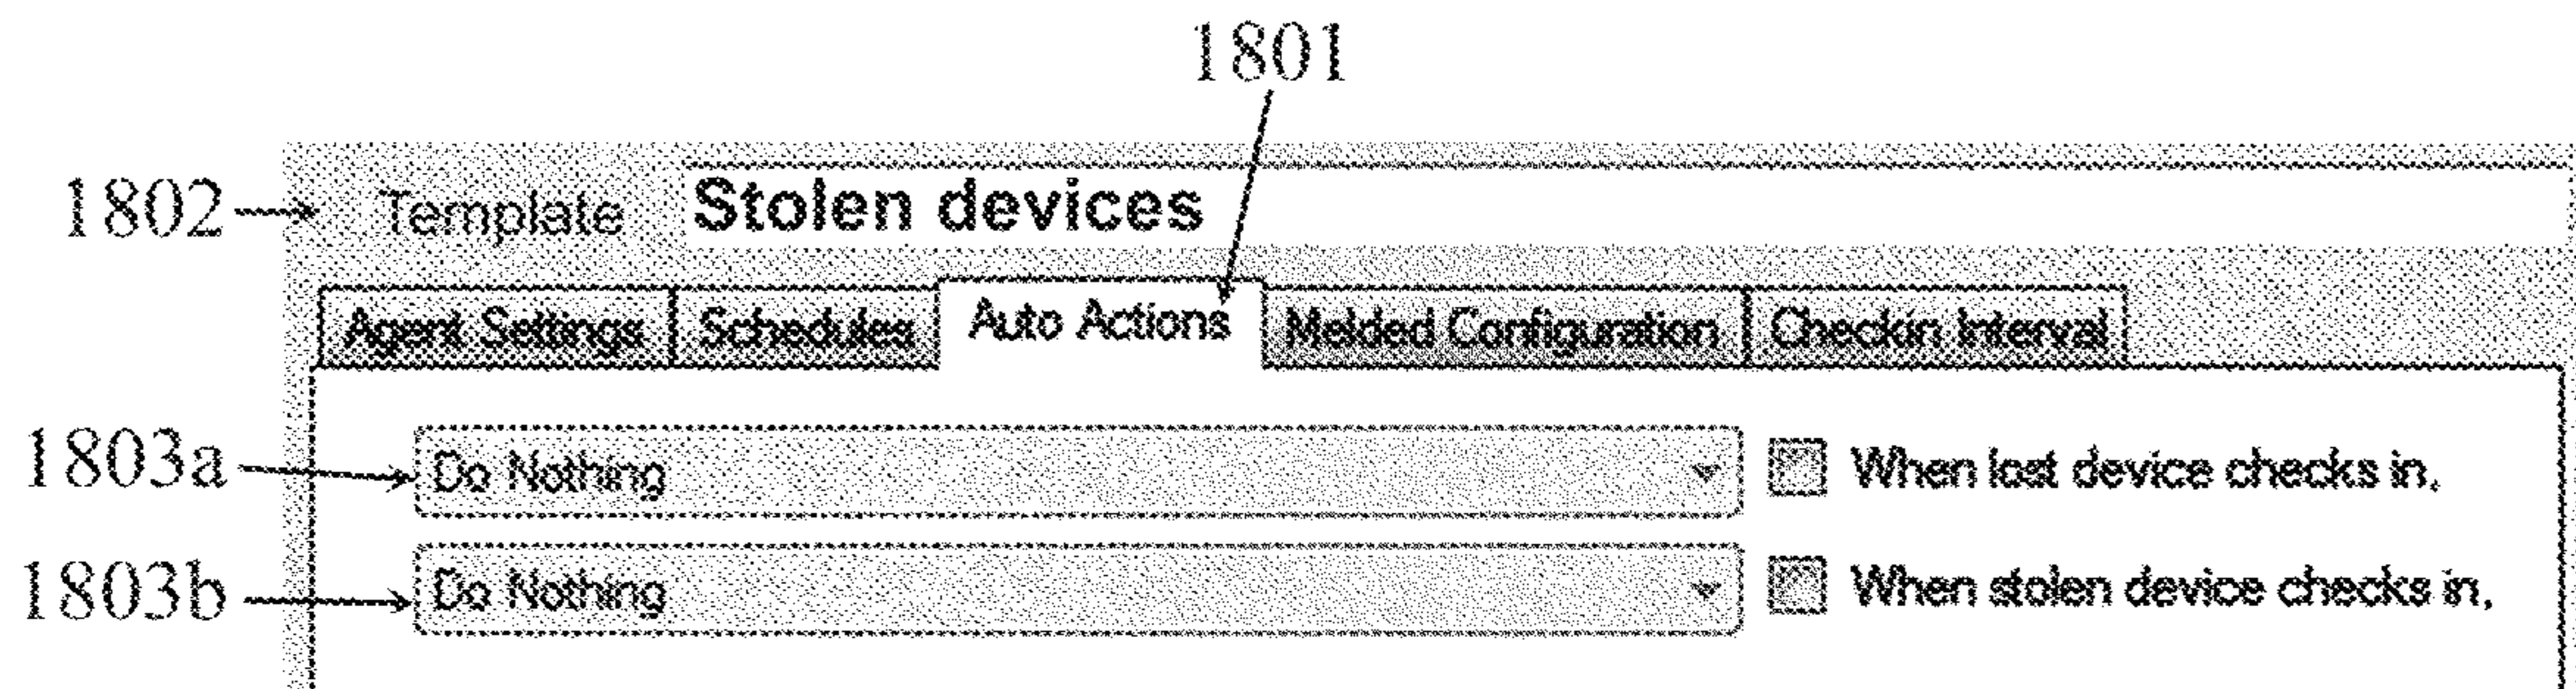 1801
1802 Template Stolen devices
Agent Settings Schedules Auto Actions Melded Configuration Checkin Interval
1803a Do Nothing When lost device checks in,
1803b Do Nothing When stolen device checks in,